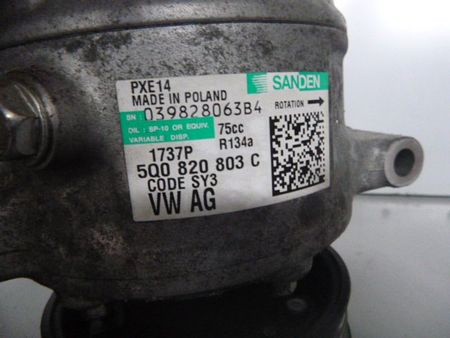 PXE14
MADE IN POLAND
SANDEN
SN: 039828063B4
ROTATION
OIL: SP-10 OR EQUIV. 75cc
VARIABLE DISP. R134a
1737P
5Q0 820 803 C
CODE SY3
VW AG